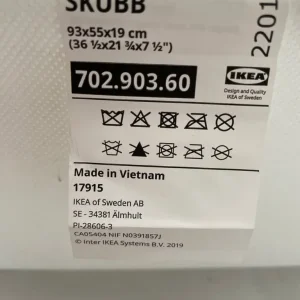 SKUBB
93x55x19 cm
(36 ½x21 ¾x7 ½")
2201
702.903.60
IKEA
Design and Quality
IKEA of Sweden
Made in Vietnam
17915
IKEA of Sweden AB
SE - 34381 Älmhult
PI-28606-3
CA05404 NIF N0391857J
© Inter IKEA Systems B.V. 2019